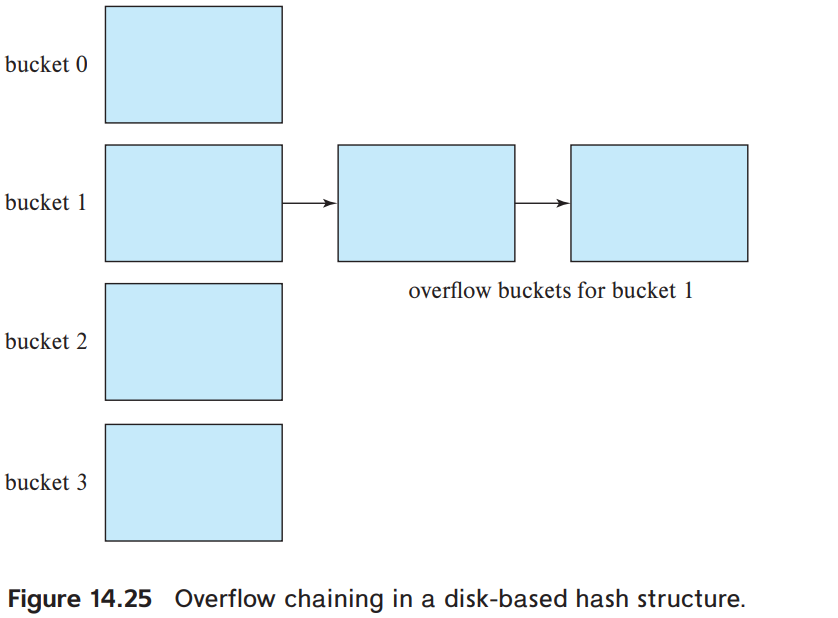 bucket 0
bucket 1
overflow buckets for bucket 1
bucket 2
bucket 3
Figure 14.25 Overflow chaining in a disk-based hash structure.